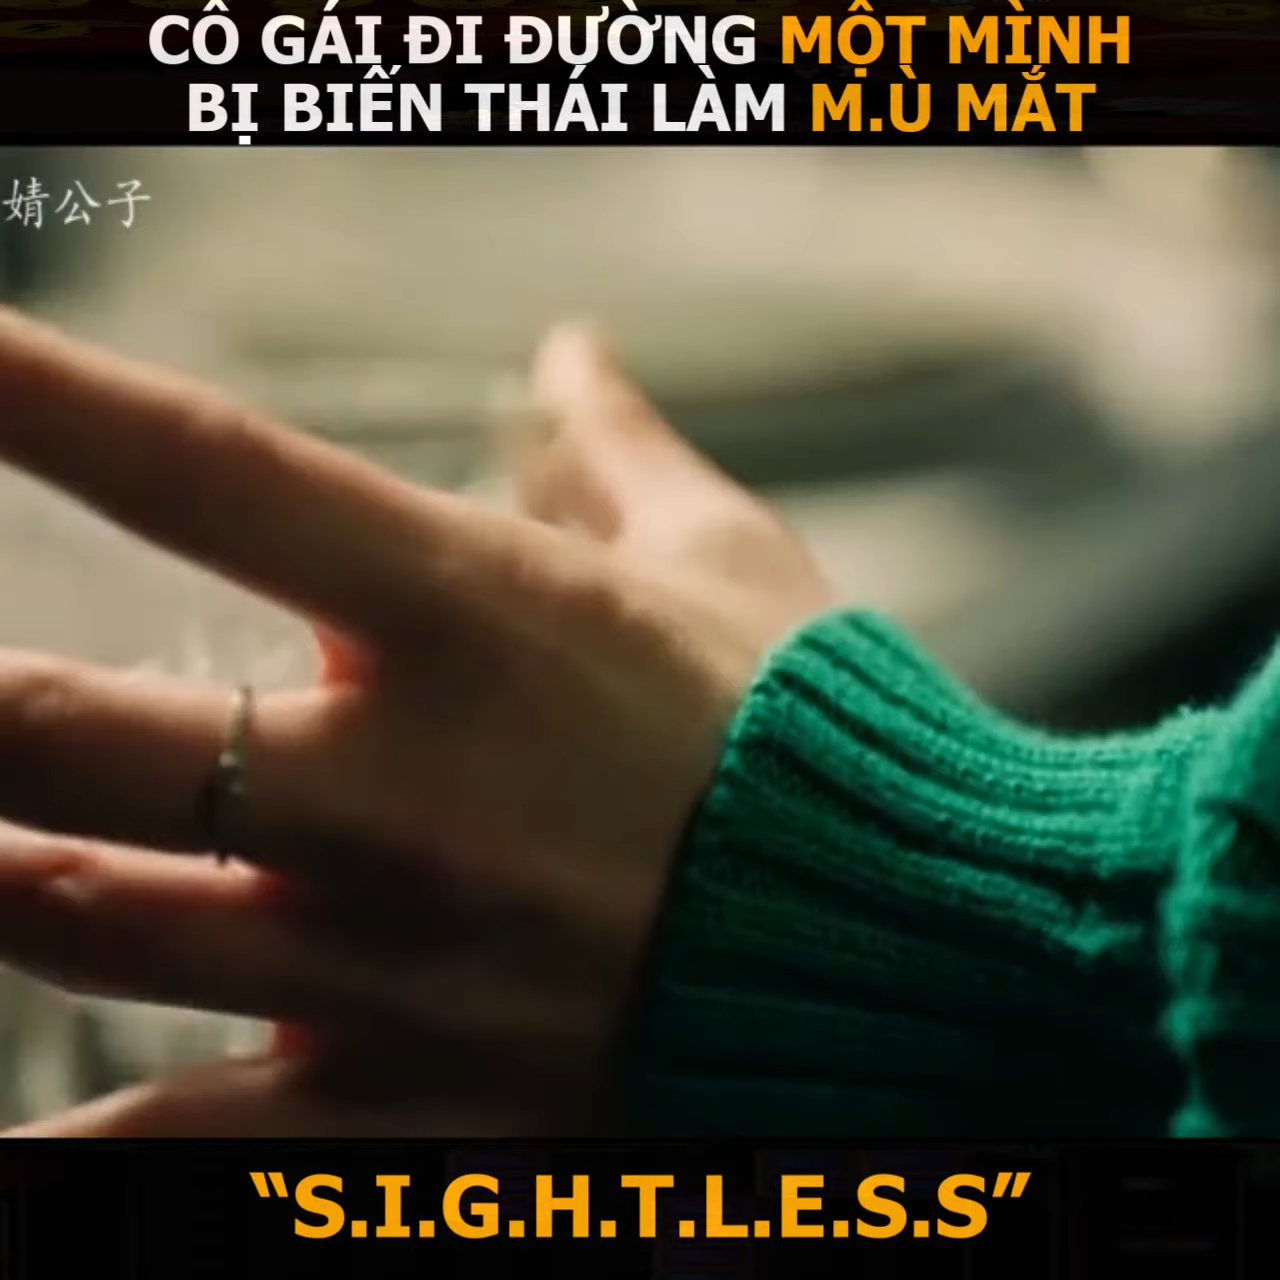 CÔ GÁI ĐI ĐƯỜNG MỘT MÌNH
BỊ BIẾN THÁI LÀM M.Ù MẮT
婧公子
“S.I.G.H.T.L.E.S.S”